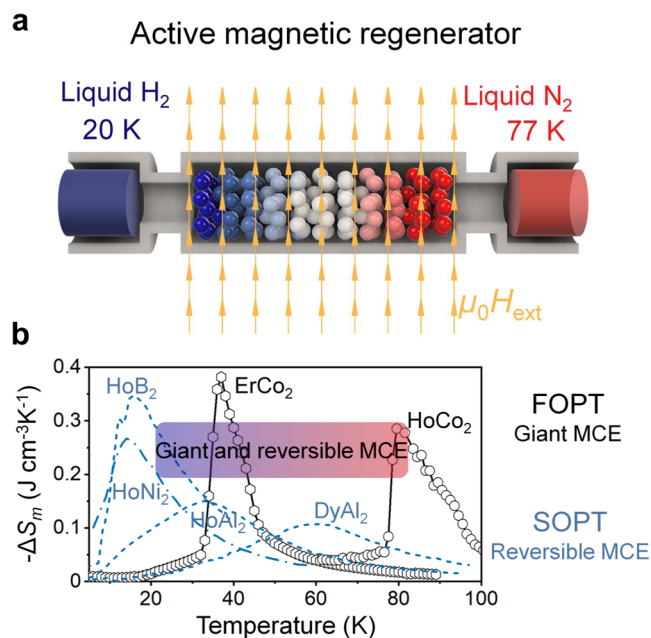 a
Active magnetic regenerator
Liquid H₂
20 K
Liquid N₂
77 K
μ₀Hₑₓₜ
b
-ΔSₘ (J cm⁻³K⁻¹)
0.4
0.3
0.2
0.1
0
HoB₂
ErCo₂
HoCo₂
Giant and reversible MCE
HoNi₂
HoAl₂
DyAl₂
20
40
60
80
100
Temperature (K)
FOPT
Giant MCE
SOPT
Reversible MCE